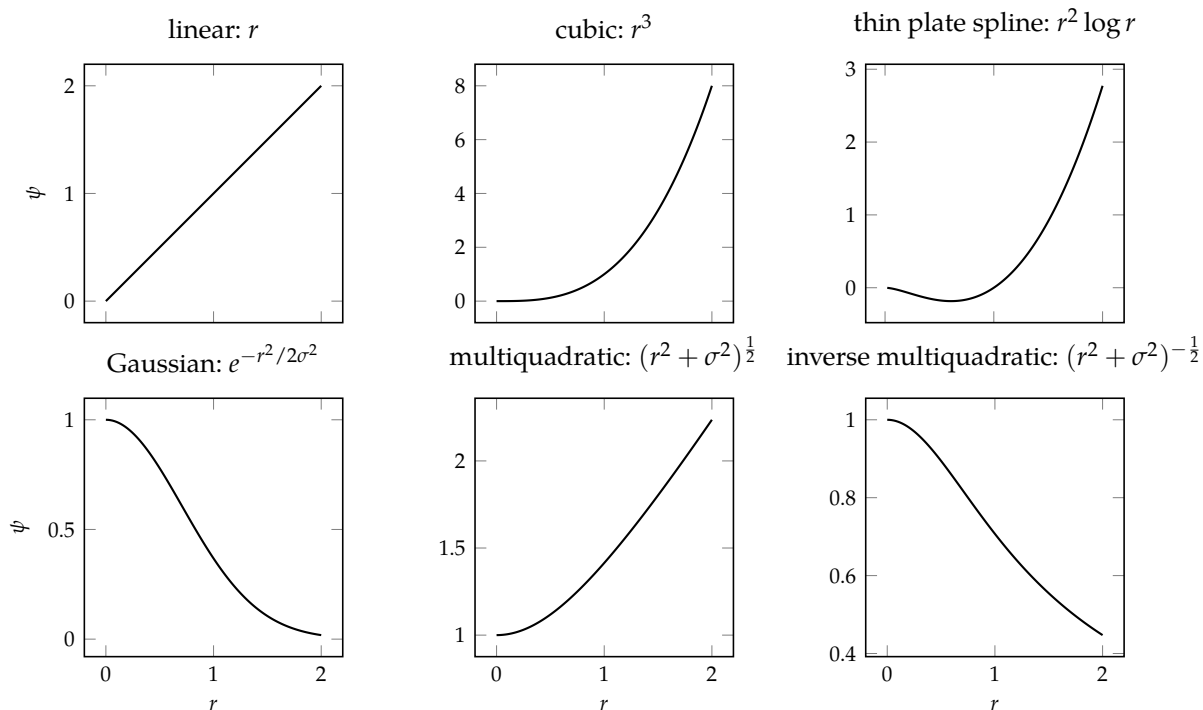 linear: r
cubic: r³
thin plate spline: r² log r
2
1
0
ψ
8
6
4
2
0
3
2
1
0
Gaussian: e^{−r²/2σ²}
multiquadratic: (r² + σ²)^{1/2}
inverse multiquadratic: (r² + σ²)^{−1/2}
1
0.5
0
ψ
0 1 2
r
2
1.5
1
0 1 2
r
1
0.8
0.6
0.4
0 1 2
r